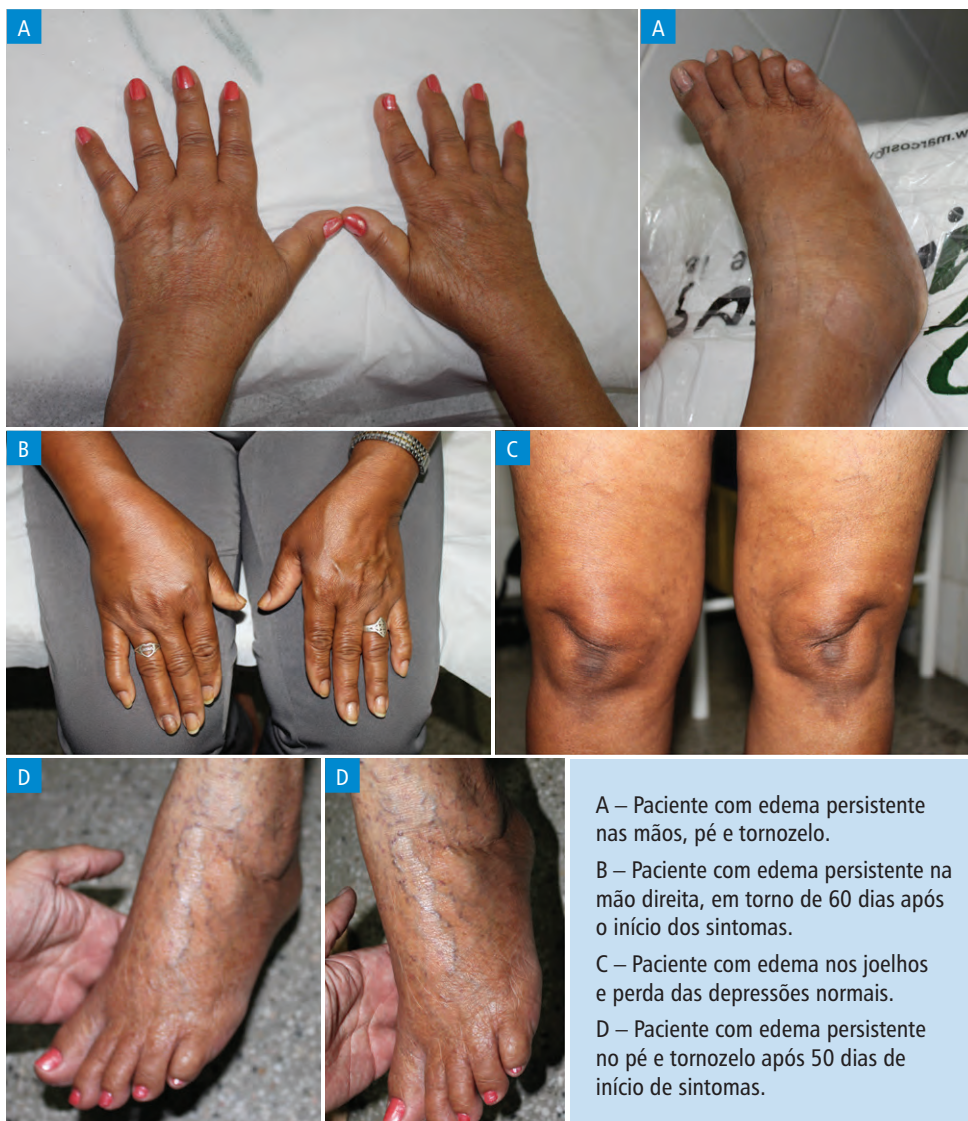 A
A
www.marcosn
B
C
D
D
A – Paciente com edema persistente
nas mãos, pé e tornozelo.
B – Paciente com edema persistente na
mão direita, em torno de 60 dias após
o início dos sintomas.
C – Paciente com edema nos joelhos
e perda das depressões normais.
D – Paciente com edema persistente
no pé e tornozelo após 50 dias de
início de sintomas.